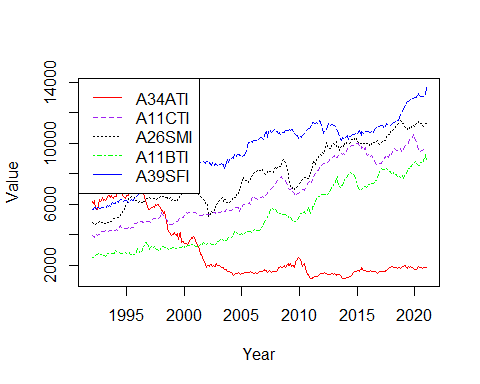 A34ATI
A11CTI
A26SMI
A11BTI
A39SFI
14000
10000
6000
2000
Value
1995
2000
2005
2010
2015
2020
Year